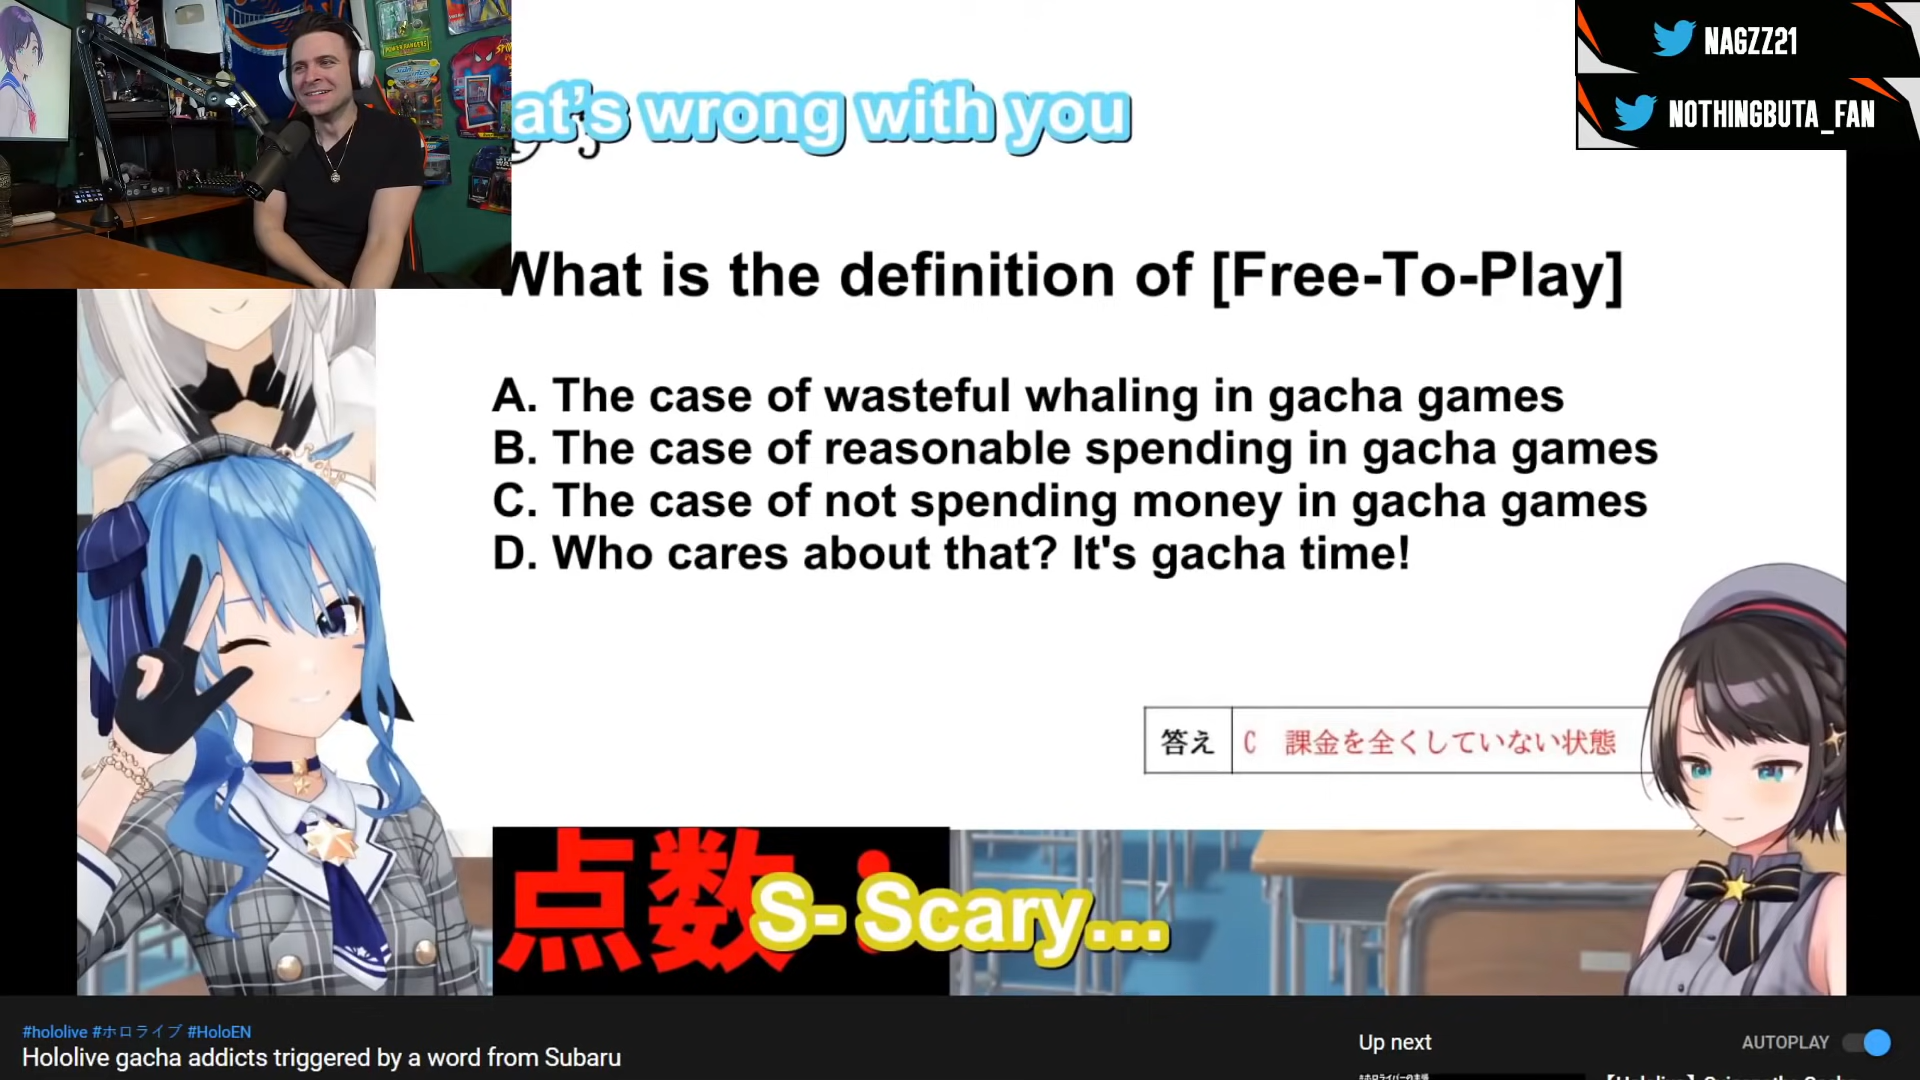 NAGZZ21
NOTHINGBUTA_FAN
at's wrong with you
What is the definition of [Free-To-Play]
A. The case of wasteful whaling in gacha games
B. The case of reasonable spending in gacha games
C. The case of not spending money in gacha games
D. Who cares about that? It's gacha time!
答え C 課金を全くしていない状態
点数:
S- Scary...
#hololive #ホロライブ #HoloEN
Hololive gacha addicts triggered by a word from Subaru
Up next
AUTOPLAY